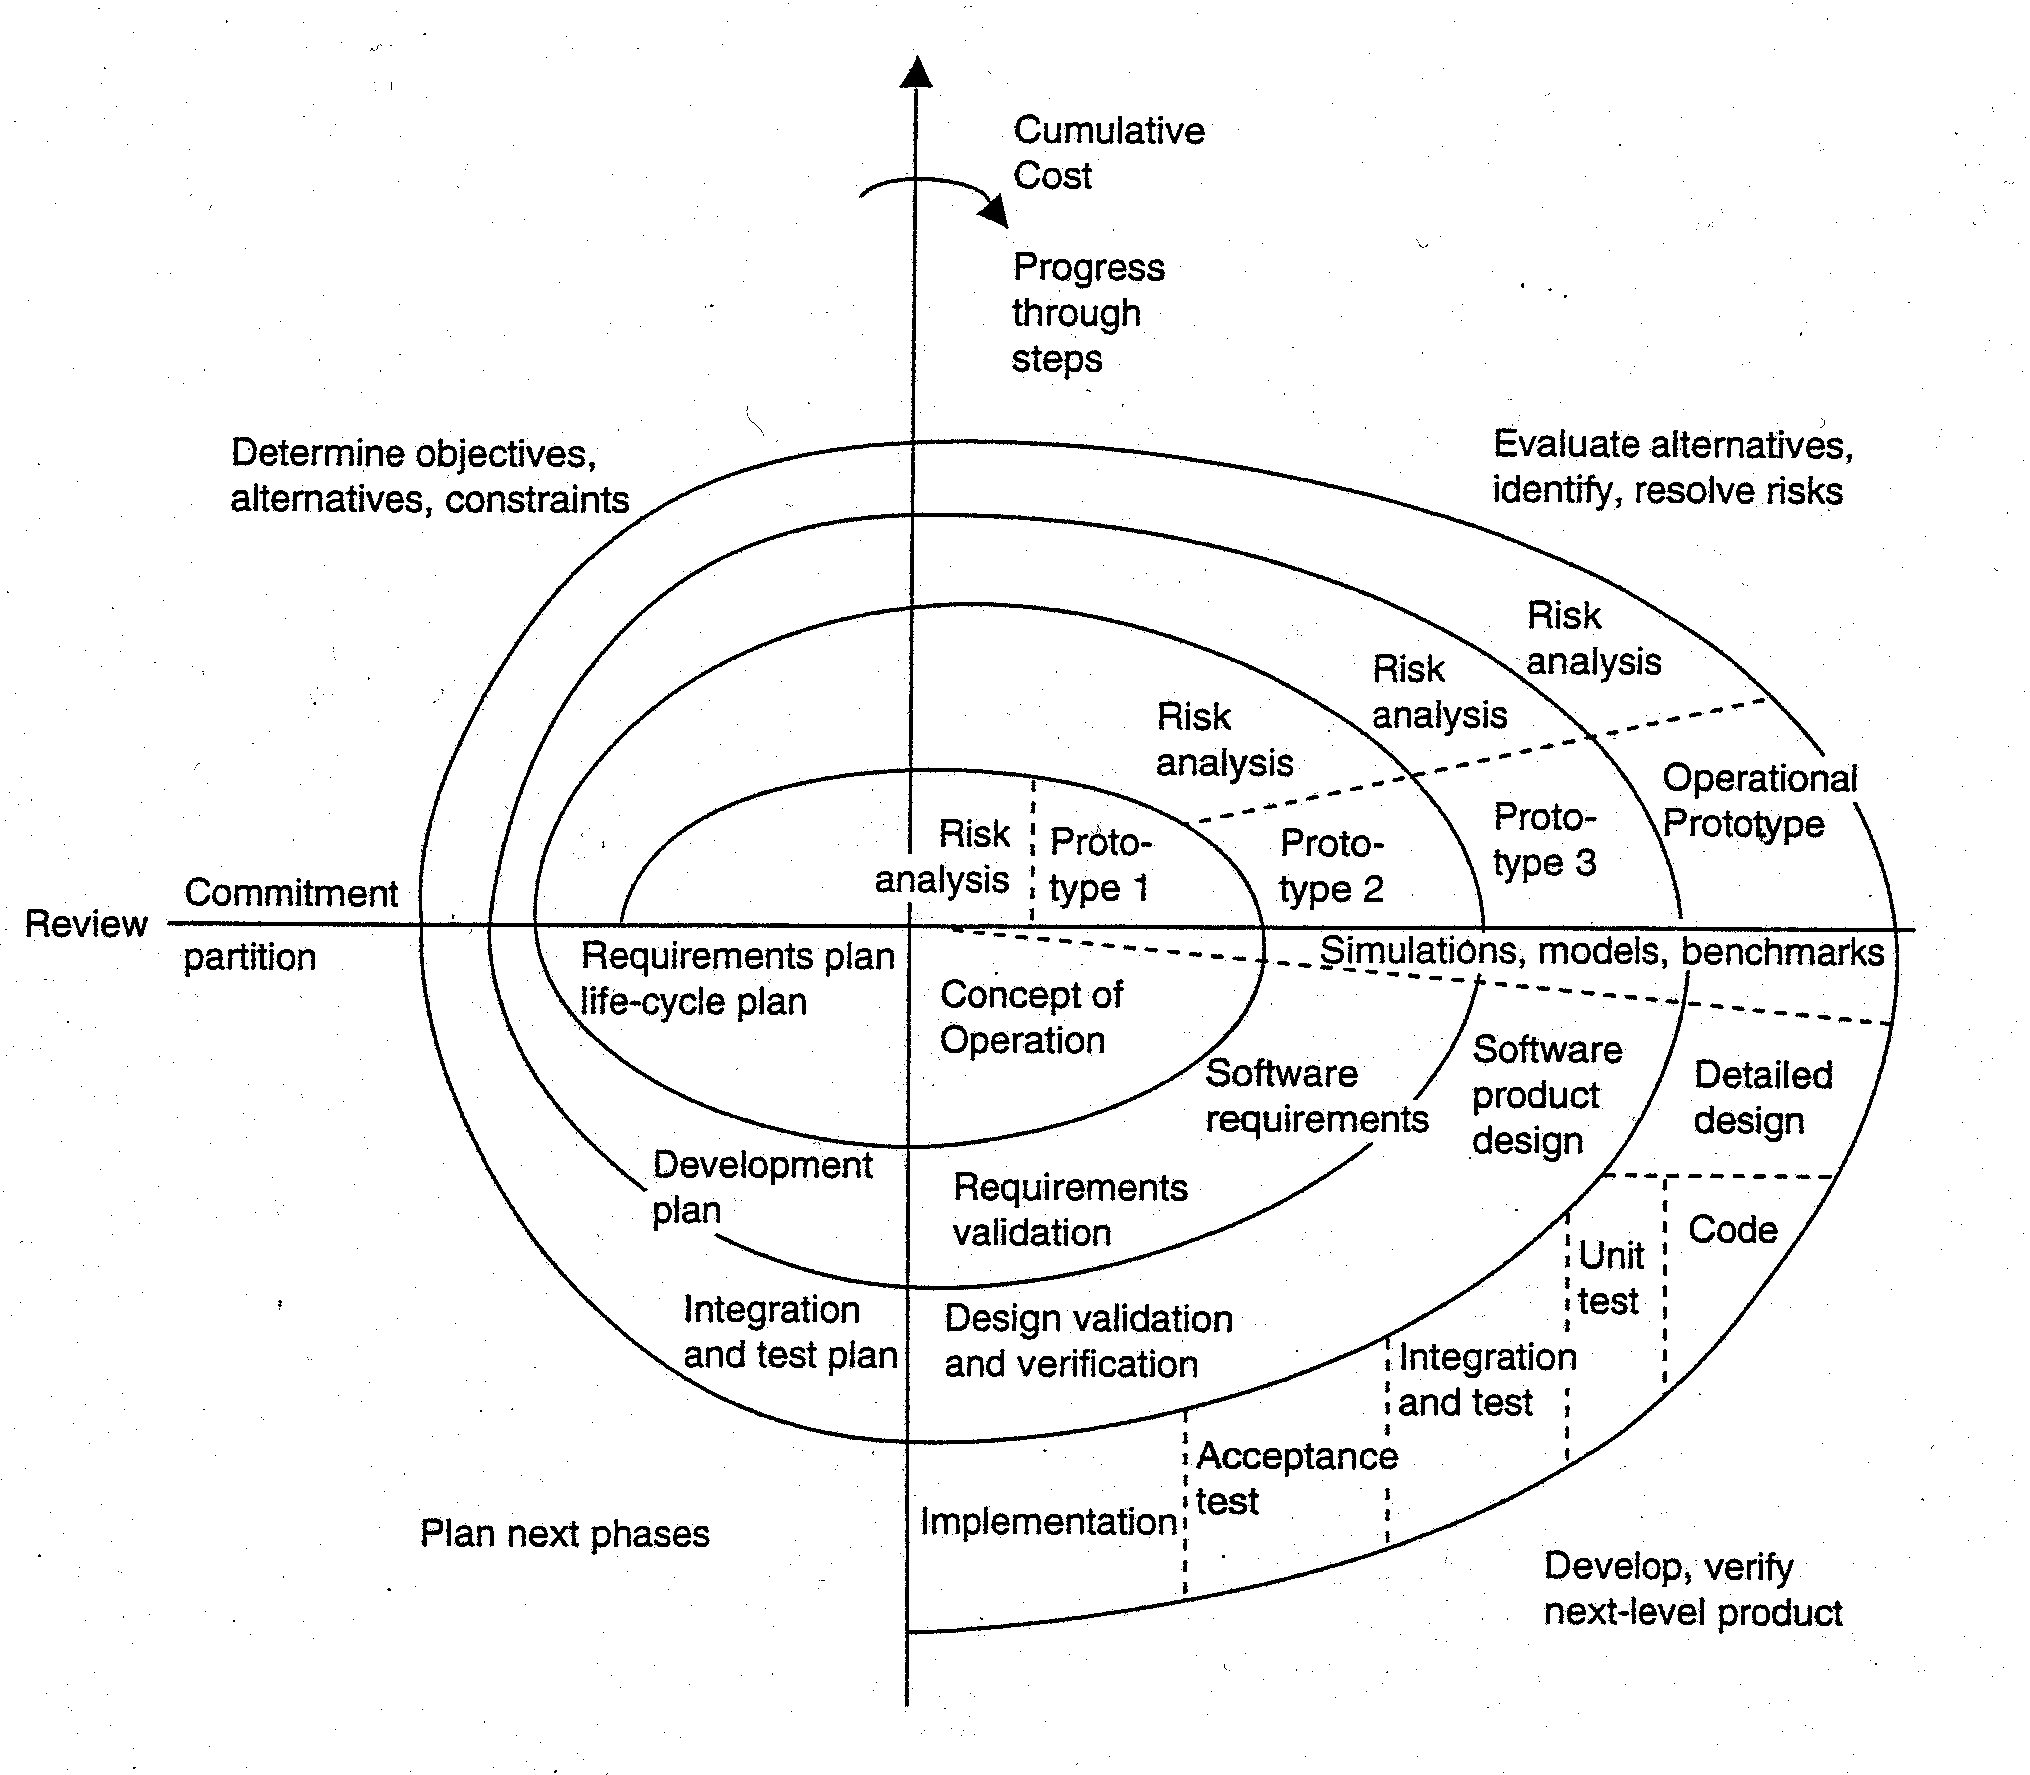 Cumulative
Cost
Progress
through
steps
Determine objectives,
alternatives, constraints
Evaluate alternatives,
identify, resolve risks
Risk
analysis
Risk
analysis
Risk
analysis
Risk
analysis
Proto-
type 1
Proto-
type 2
Proto-
type 3
Operational
Prototype
Review
Commitment
partition
Requirements plan
life-cycle plan
Concept of
Operation
Simulations, models, benchmarks
Software
requirements
Software
product
design
Detailed
design
Development
plan
Requirements
validation
Code
Unit
test
Integration
and test plan
Design validation
and verification
Integration
and test
Acceptance
test
Implementation
Plan next phases
Develop, verify
next-level product